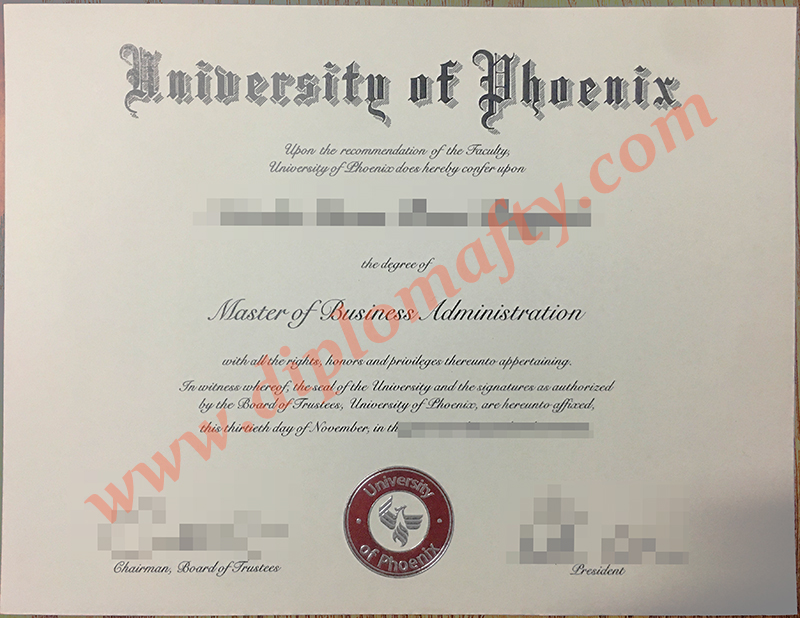 University of Phoenix
Upon the recommendation of the Faculty,
University of Phoenix does hereby confer upon
the degree of
Master of Business Administration
with all the rights, honors and privileges thereunto appertaining.
In witness whereof, the seal of the University and the signatures as authorized
by the Board of Trustees, University of Phoenix, are hereunto affixed,
this thirtieth day of November, in
University
of Phoenix
Chairman, Board of Trustees
President
www.diplomafty.com